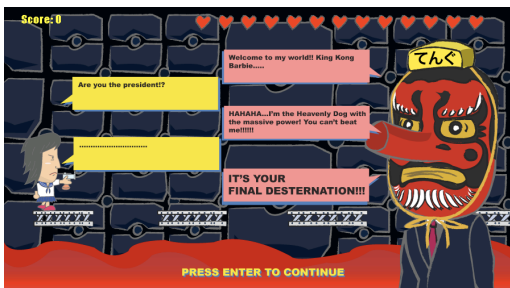 Score: 0
てんぐ
Welcome to my world!! King Kong
Barbie.....
Are you the president!?
HAHAHA...I'm the Heavenly Dog with
the massive power! You can't beat
me!!!!!!
..............................
IT'S YOUR
FINAL DESTERNATION!!!
PRESS ENTER TO CONTINUE